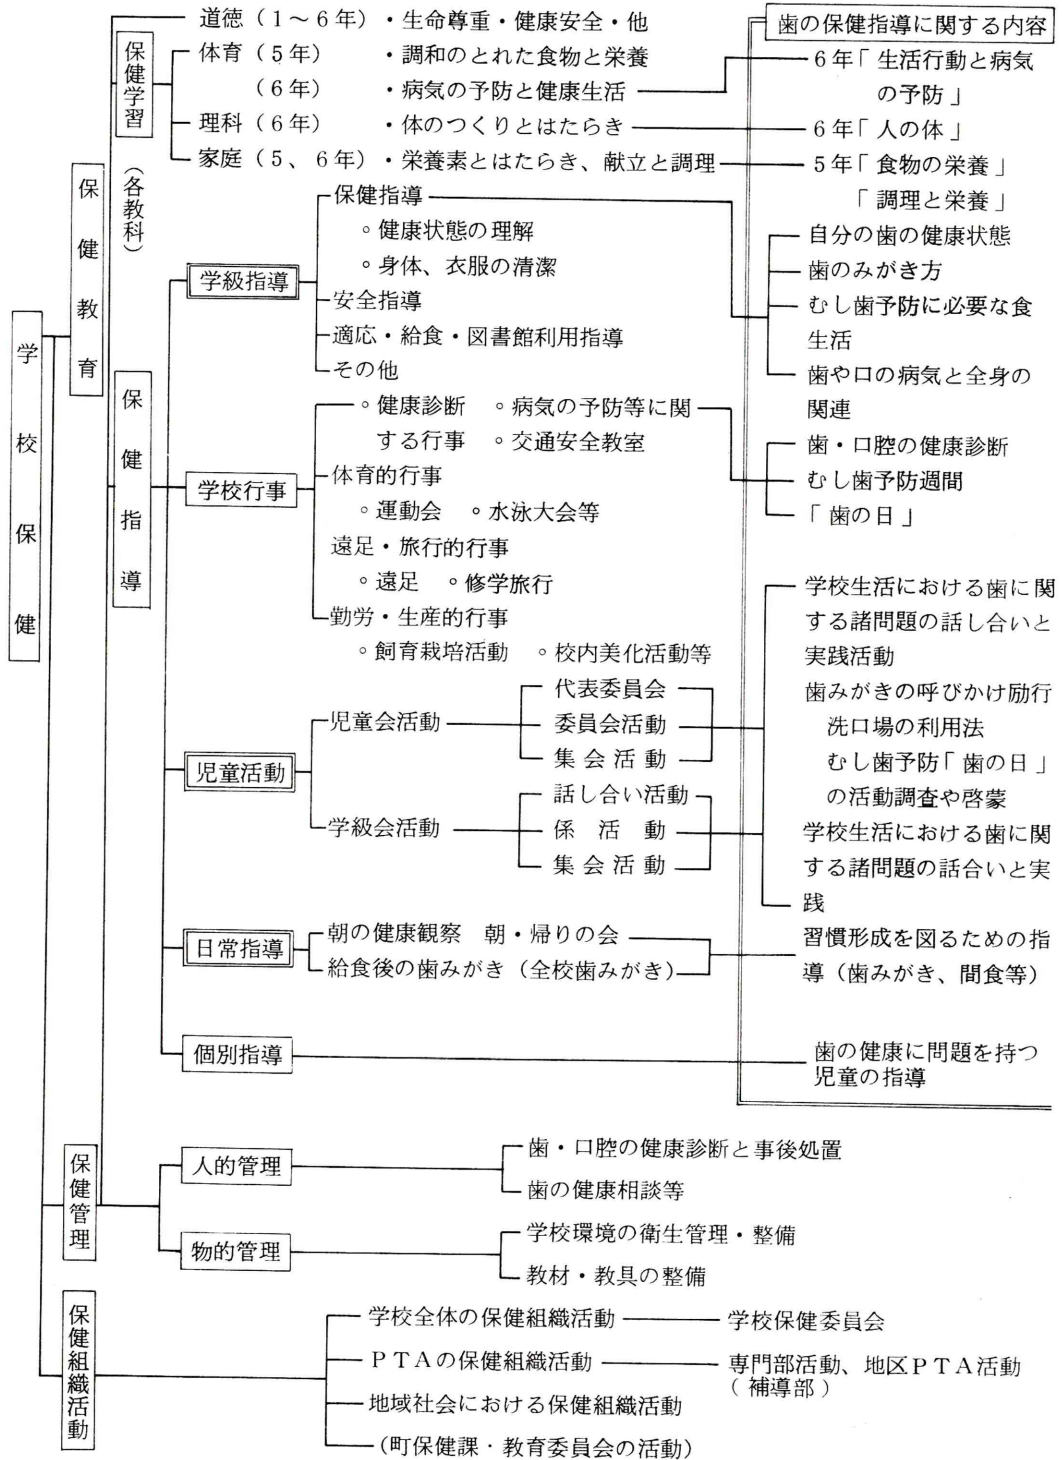 学校保健
保健教育
保健学習
（各教科）
道徳（1～6年）・生命尊重・健康安全・他
体育（5年）　・調和のとれた食物と栄養
（6年）　・病気の予防と健康生活
理科（6年）　・体のつくりとはたらき
家庭（5、6年）・栄養素とはたらき、献立と調理
歯の保健指導に関する内容
6年「生活行動と病気
の予防」
6年「人の体」
5年「食物の栄養」
「調理と栄養」
保健指導
学級指導
保健指導
◦健康状態の理解
◦身体、衣服の清潔
安全指導
適応・給食・図書館利用指導
その他
自分の歯の健康状態
歯のみがき方
むし歯予防に必要な食
生活
歯や口の病気と全身の
関連
学校行事
◦健康診断　◦病気の予防等に関
する行事　◦交通安全教室
体育的行事
◦運動会　◦水泳大会等
遠足・旅行的行事
◦遠足　◦修学旅行
勤労・生産的行事
◦飼育栽培活動　◦校内美化活動等
歯・口腔の健康診断
むし歯予防週間
「歯の日」
児童活動
児童会活動
代表委員会
委員会活動
集会活動
学級会活動
話し合い活動
係活動
集会活動
学校生活における歯に関
する諸問題の話し合いと
実践活動
歯みがきの呼びかけ励行
洗口場の利用法
むし歯予防「歯の日」
の活動調査や啓蒙
学校生活における歯に関
する諸問題の話合いと実
践
日常指導
朝の健康観察　朝・帰りの会
給食後の歯みがき（全校歯みがき）
習慣形成を図るための指
導（歯みがき、間食等）
個別指導
歯の健康に問題を持つ
児童の指導
保健管理
人的管理
歯・口腔の健康診断と事後処置
歯の健康相談等
物的管理
学校環境の衛生管理・整備
教材・教具の整備
保健組織活動
学校全体の保健組織活動
学校保健委員会
PTAの保健組織活動
専門部活動、地区PTA活動
（補導部）
地域社会における保健組織活動
（町保健課・教育委員会の活動）